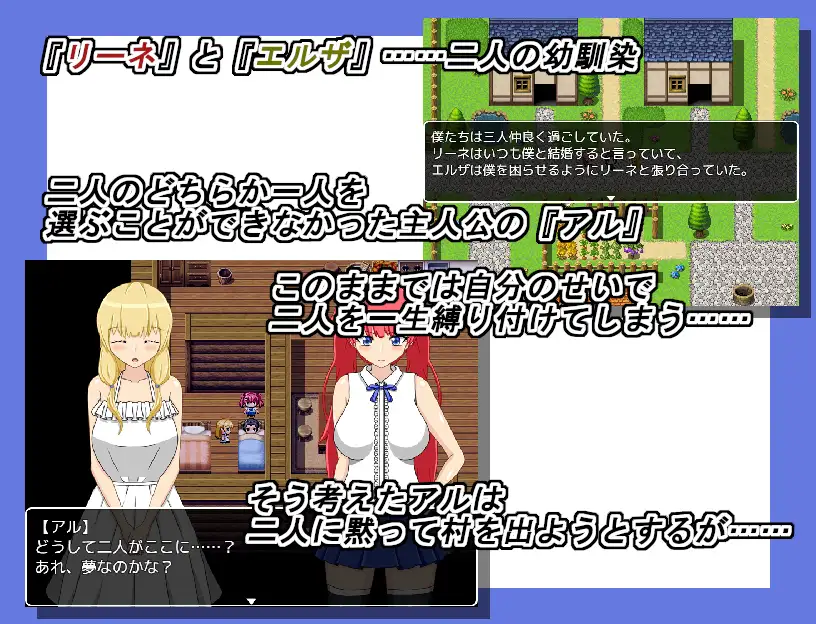 『リーネ』と『エルザ』……二人の幼馴染
僕たちは三人仲良く過ごしていた。
リーネはいつも僕と結婚すると言っていて、
エルザは僕を困らせるようにリーネと張り合っていた。
二人のどちらか一人を
選ぶことができなかった主人公の『アル』
このままでは自分のせいで
二人を一生縛り付けてしまう……
そう考えたアルは
二人に黙って村を出ようとするが……
【アル】
どうして二人がここに……？
あれ、夢なのかな？